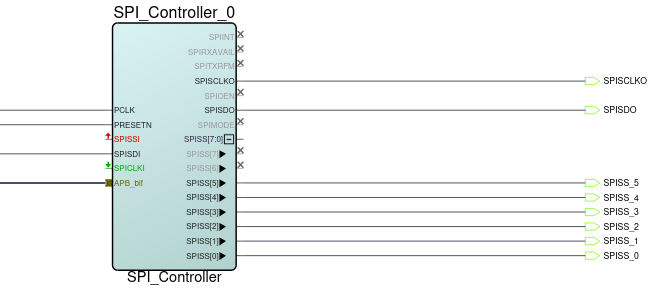 SPI_Controller_0
SPIINT
SPIRXAVAIL
SPITXRFM
SPISCLKO
SPISCLKO
SPIOEN
PCLK
SPISDO
SPISDO
PRESETN
SPIMODE
SPISSI
SPISS[7:0]
SPISDI
SPISS[7]
SPICLKI
SPISS[6]
APB_bif
SPISS[5]
SPISS_5
SPISS[4]
SPISS_4
SPISS[3]
SPISS_3
SPISS[2]
SPISS_2
SPISS[1]
SPISS_1
SPISS[0]
SPISS_0
SPI_Controller